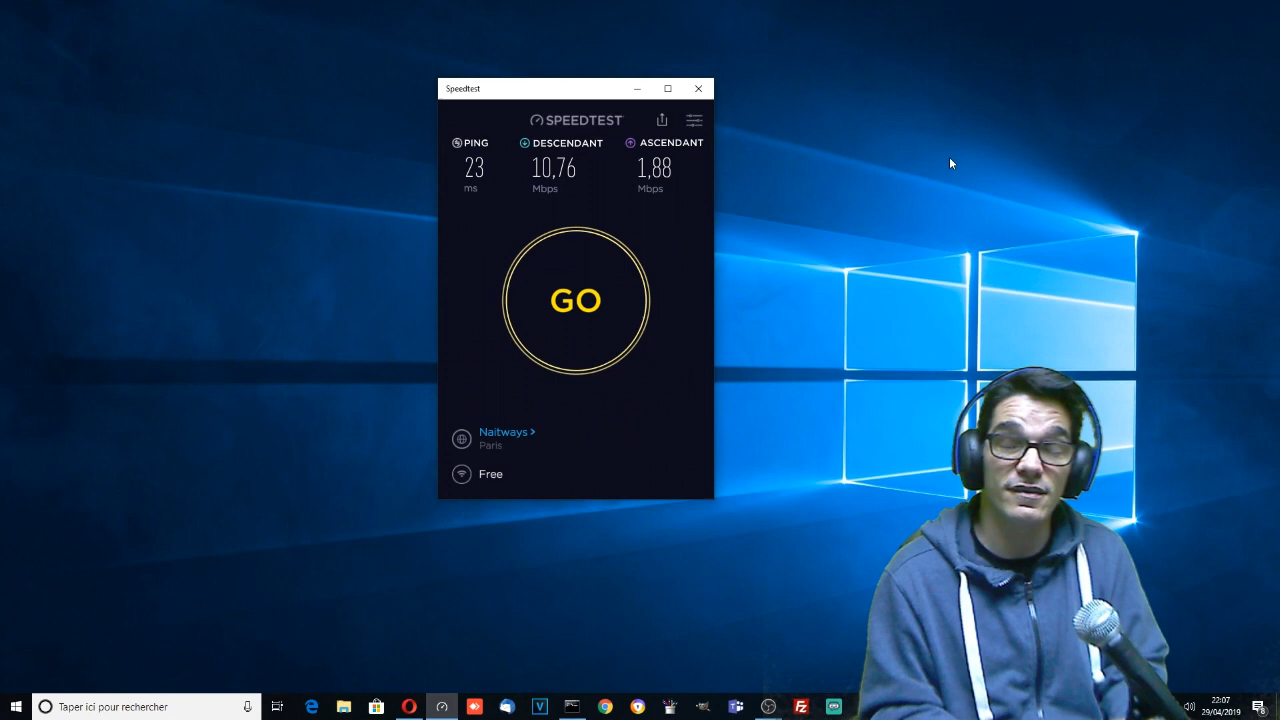 Speedtest
SPEEDTEST
PING
DESCENDANT
ASCENDANT
23
10,76
1,88
ms
Mbps
Mbps
GO
Naitways >
Paris
Free
Taper ici pour rechercher
V
FZ
22:07
29/04/2019